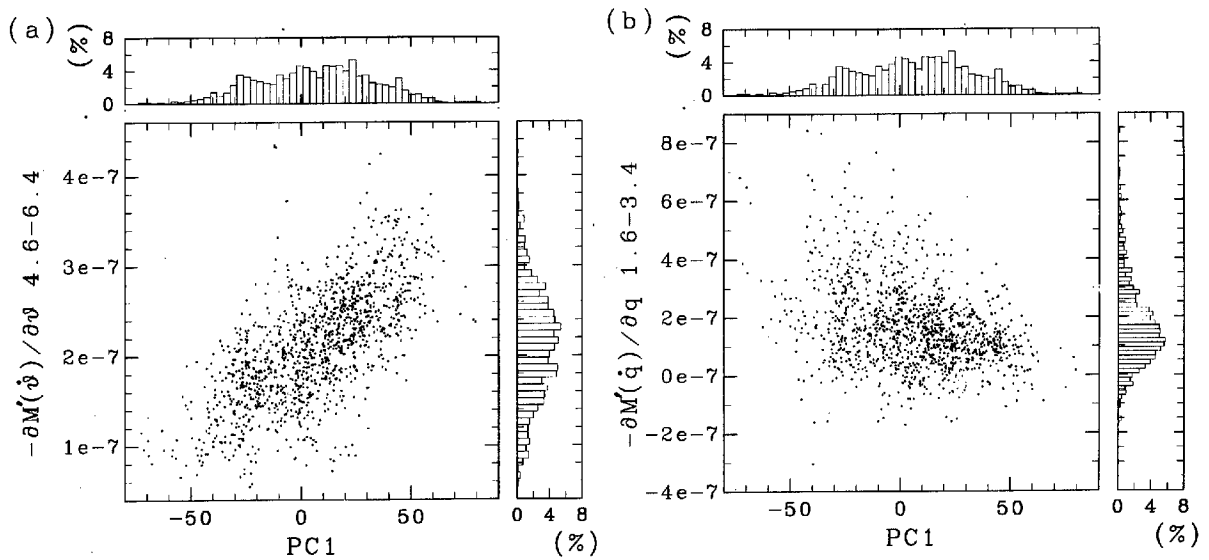 (a)
(%)
8
4
0
−∂M′(ϑ̇)/∂ϑ 4.6−6.4
4e−7
3e−7
2e−7
1e−7
−50 0 50
PC1
0 4 8
(%)
(b)
(%)
8
4
0
−∂M′(q̇)/∂q 1.6−3.4
8e−7
6e−7
4e−7
2e−7
0e−7
−2e−7
−4e−7
−50 0 50
PC1
0 4 8
(%)